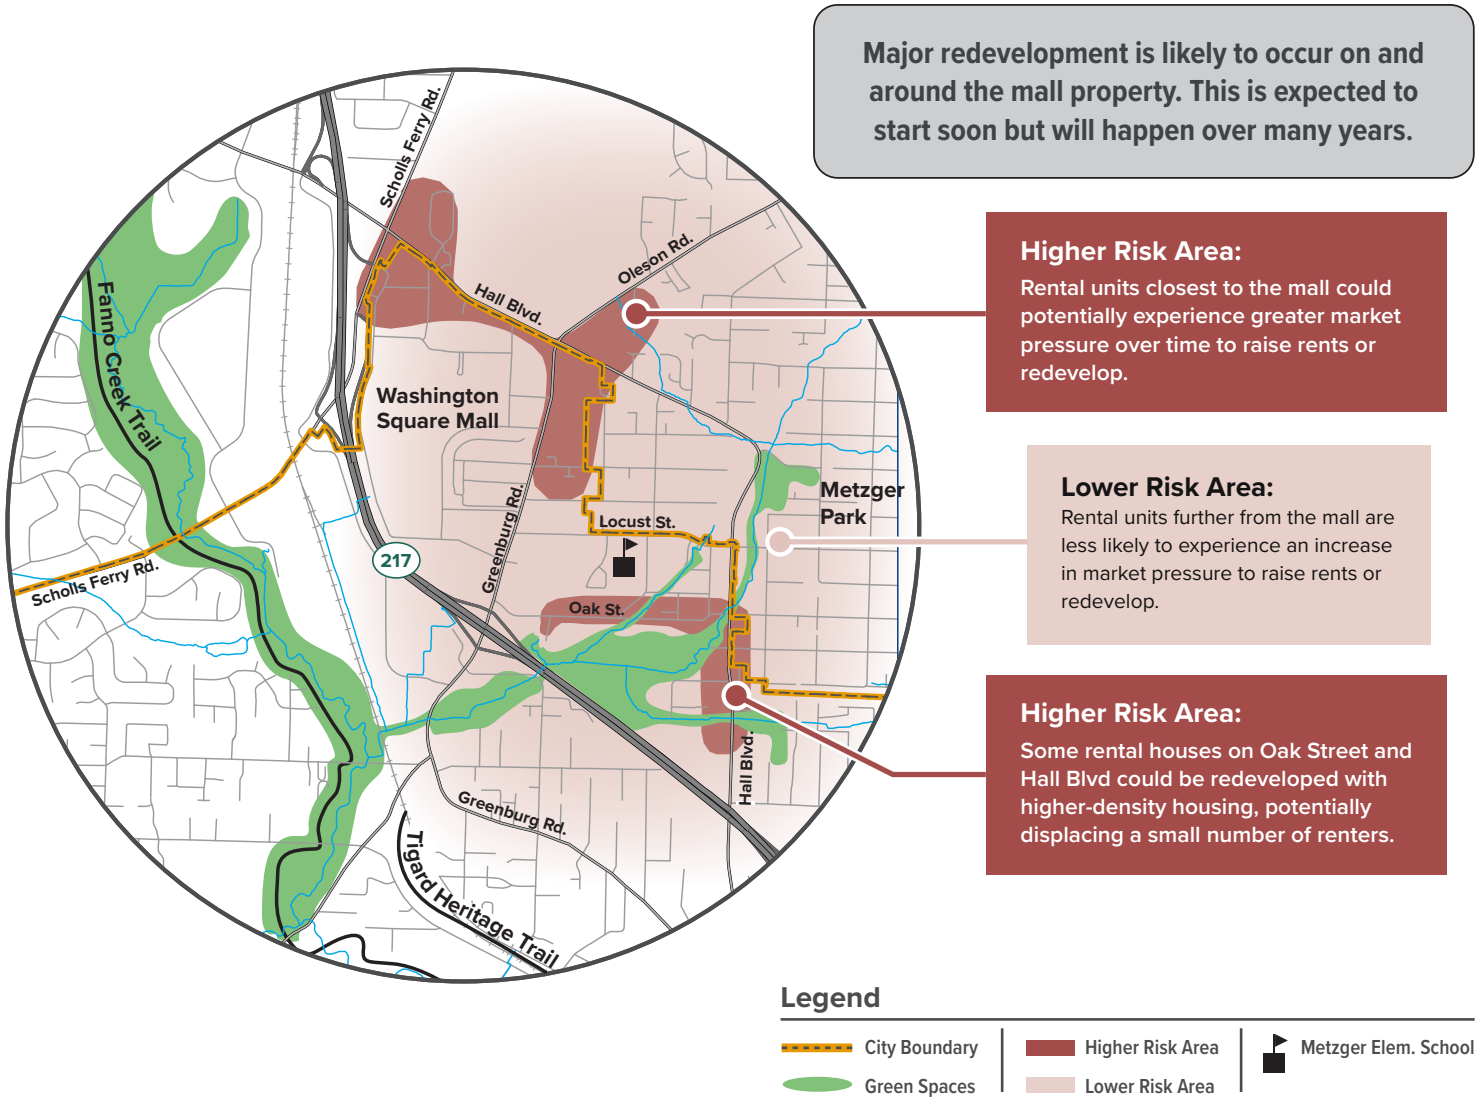 Major redevelopment is likely to occur on and
around the mall property. This is expected to
start soon but will happen over many years.
Scholls Ferry Rd.
Oleson Rd.
Hall Blvd.
Fanno Creek Trail
Washington
Square Mall
Metzger
Park
Greenburg Rd.
Locust St.
217
Scholls Ferry Rd.
Oak St.
Hall Blvd.
Greenburg Rd.
Tigard Heritage Trail
Higher Risk Area:
Rental units closest to the mall could
potentially experience greater market
pressure over time to raise rents or
redevelop.
Lower Risk Area:
Rental units further from the mall are
less likely to experience an increase
in market pressure to raise rents or
redevelop.
Higher Risk Area:
Some rental houses on Oak Street and
Hall Blvd could be redeveloped with
higher-density housing, potentially
displacing a small number of renters.
Legend
City Boundary
Green Spaces
Higher Risk Area
Lower Risk Area
Metzger Elem. School